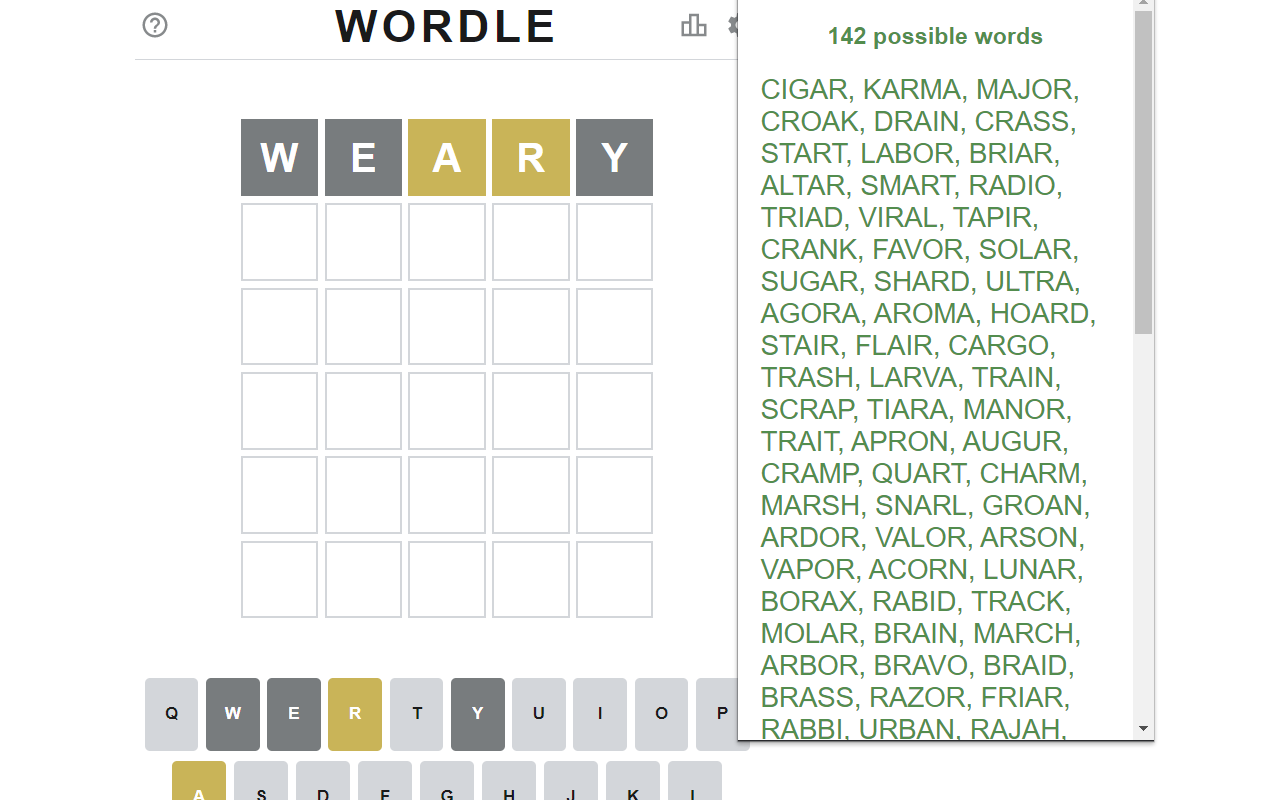 WORDLE
WEARY
QWERTYUIOP
ASDFGHJKL
142 possible words
CIGAR, KARMA, MAJOR,
CROAK, DRAIN, CRASS,
START, LABOR, BRIAR,
ALTAR, SMART, RADIO,
TRIAD, VIRAL, TAPIR,
CRANK, FAVOR, SOLAR,
SUGAR, SHARD, ULTRA,
AGORA, AROMA, HOARD,
STAIR, FLAIR, CARGO,
TRASH, LARVA, TRAIN,
SCRAP, TIARA, MANOR,
TRAIT, APRON, AUGUR,
CRAMP, QUART, CHARM,
MARSH, SNARL, GROAN,
ARDOR, VALOR, ARSON,
VAPOR, ACORN, LUNAR,
BORAX, RABID, TRACK,
MOLAR, BRAIN, MARCH,
ARBOR, BRAVO, BRAID,
BRASS, RAZOR, FRIAR,
RABBI, URBAN, RAJAH,